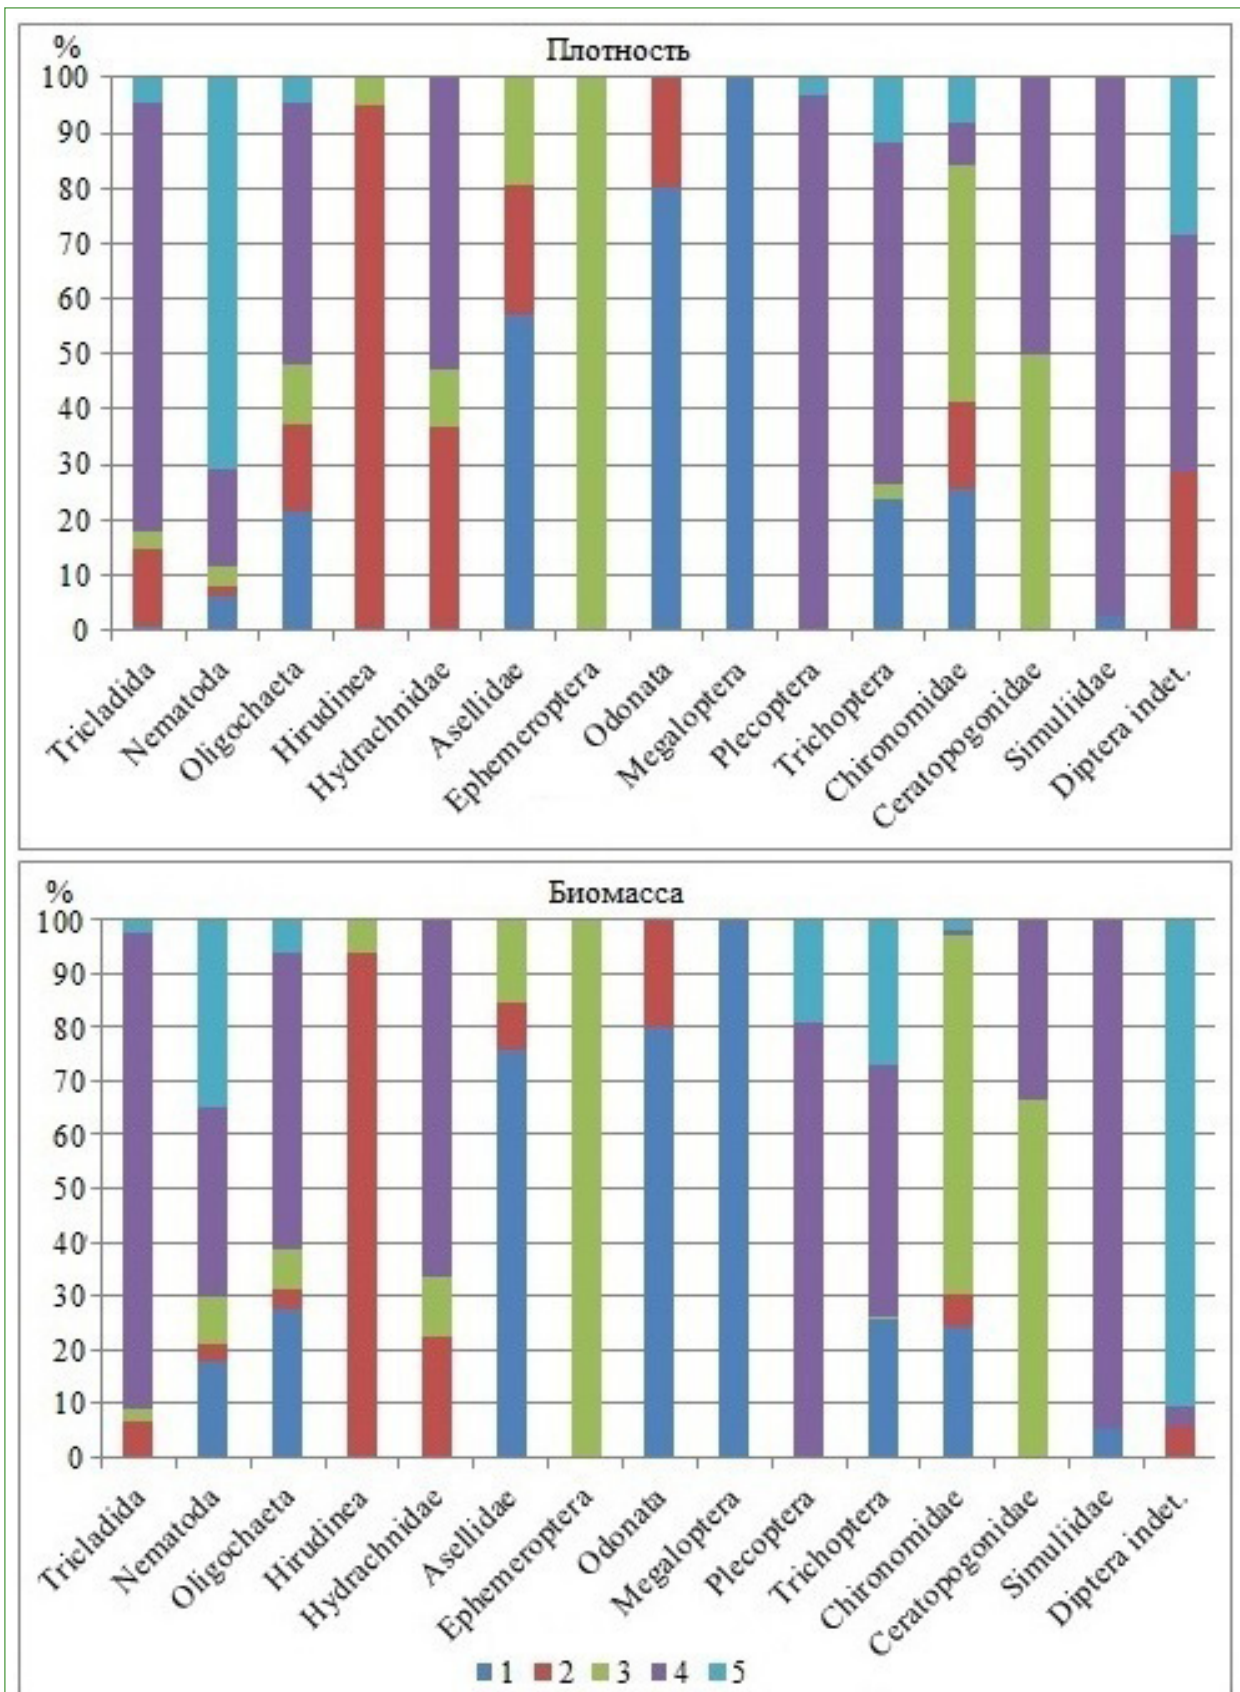 %
Плотность
100
90
80
70
60
50
40
30
20
10
0
Tricladida
Nematoda
Oligochaeta
Hirudinea
Hydrachnidae
Asellidae
Ephemeroptera
Odonata
Megaloptera
Plecoptera
Trichoptera
Chironomidae
Ceratopogonidae
Simuliidae
Diptera indet.
%
Биомасса
100
90
80
70
60
50
40
30
20
10
0
Tricladida
Nematoda
Oligochaeta
Hirudinea
Hydrachnidae
Asellidae
Ephemeroptera
Odonata
Megaloptera
Plecoptera
Trichoptera
Chironomidae
Ceratopogonidae
Simuliidae
Diptera indet.
1 2 3 4 5